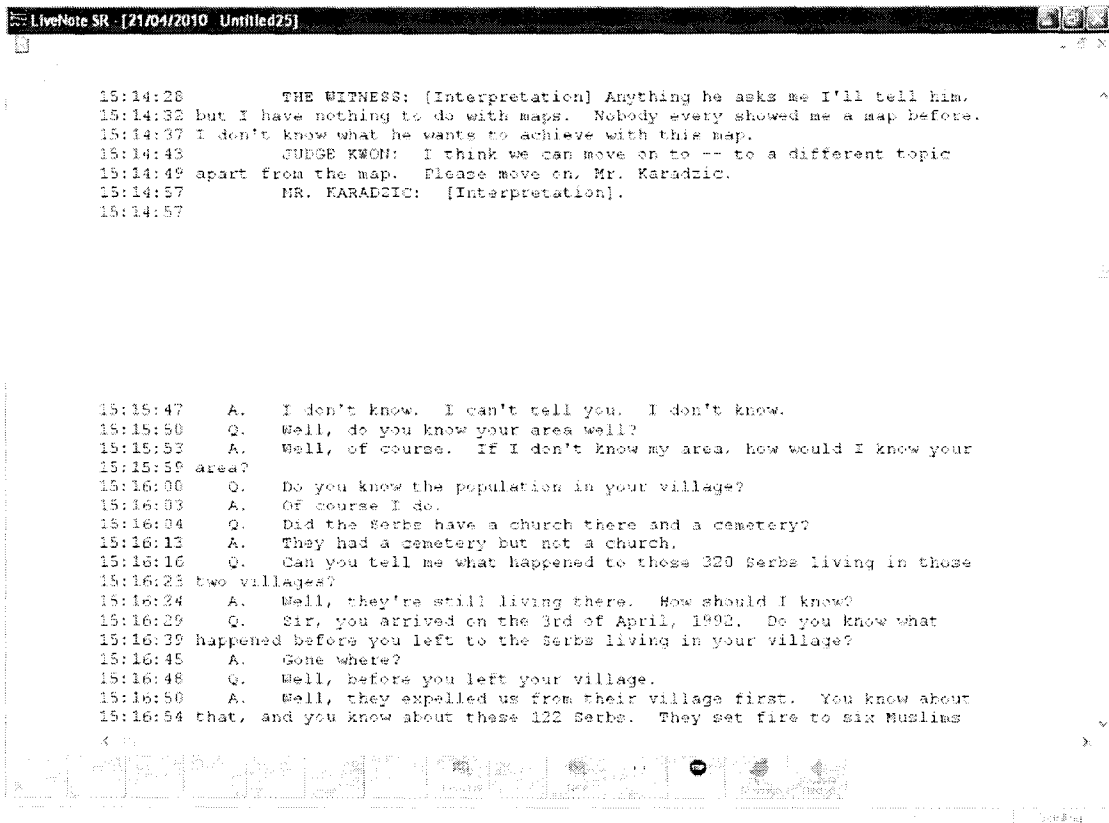 LiveNote SR - [21/04/2010 Untitled25]
15:14:28 THE WITNESS: [Interpretation] Anything he asks me I'll tell him,
15:14:32 but I have nothing to do with maps. Nobody every showed me a map before.
15:14:37 I don't know what he wants to achieve with this map.
15:14:43 JUDGE KWON: I think we can move on to -- to a different topic
15:14:49 apart from the map. Please move on, Mr. Karadzic.
15:14:57 MR. KARADZIC: [Interpretation].
15:14:57
15:15:47 A. I don't know. I can't tell you. I don't know.
15:15:50 Q. Well, do you know your area well?
15:15:53 A. Well, of course. If I don't know my area, how would I know your
15:15:59 area?
15:16:00 Q. Do you know the population in your village?
15:16:03 A. Of course I do.
15:16:04 Q. Did the Serbs have a church there and a cemetery?
15:16:13 A. They had a cemetery but not a church.
15:16:16 Q. Can you tell me what happened to those 320 Serbs living in those
15:16:23 two villages?
15:16:24 A. Well, they're still living there. How should I know?
15:16:29 Q. Sir, you arrived on the 3rd of April, 1992. Do you know what
15:16:39 happened before you left to the Serbs living in your village?
15:16:45 A. Gone where?
15:16:48 Q. Well, before you left your village.
15:16:50 A. Well, they expelled us from their village first. You know about
15:16:54 that, and you know about these 122 Serbs. They set fire to six Muslims